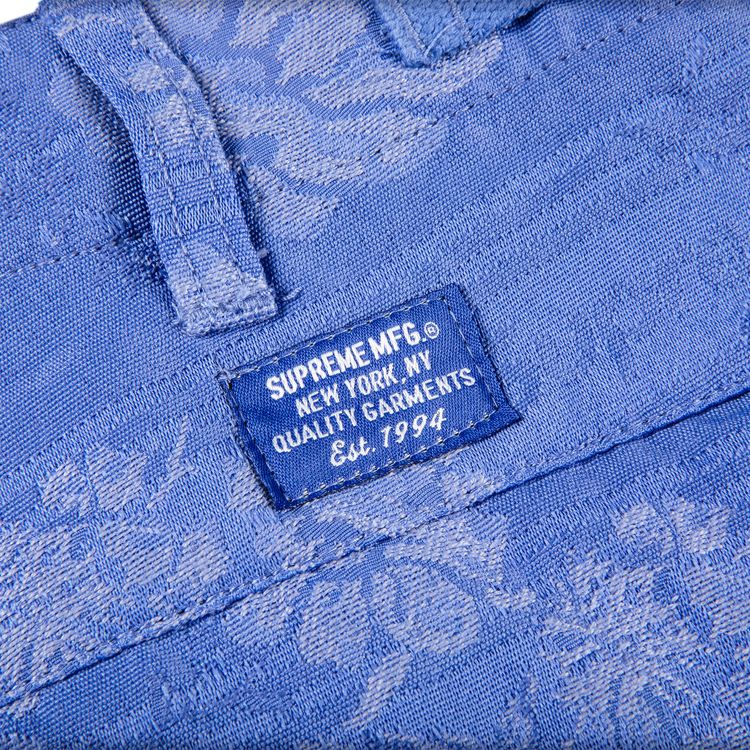 SUPREME MFG.®
NEW YORK, NY
QUALITY GARMENTS
Est. 1994